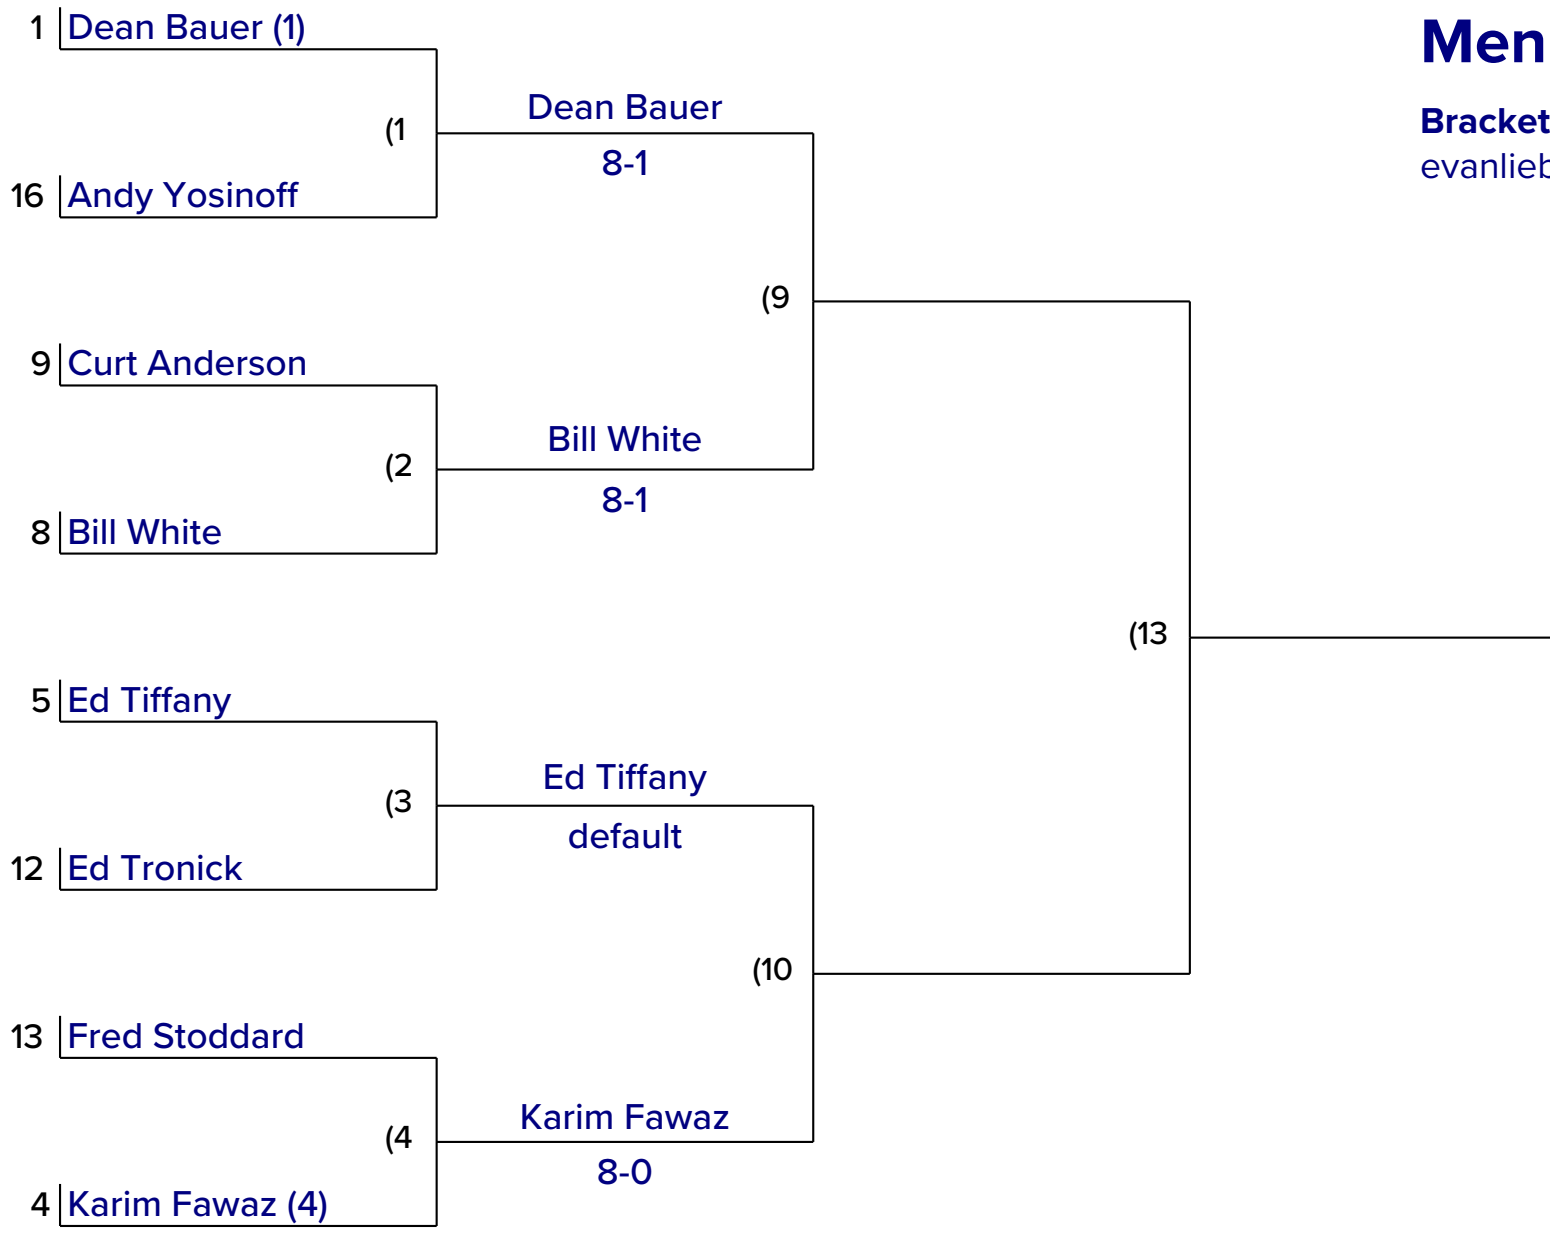 1 Dean Bauer (1)
Men
Dean Bauer
Bracket
(1
8-1
evanlieb
16 Andy Yosinoff
(9
9 Curt Anderson
Bill White
(2
8-1
8 Bill White
(13
5 Ed Tiffany
Ed Tiffany
(3
default
12 Ed Tronick
(10
13 Fred Stoddard
Karim Fawaz
(4
8-0
4 Karim Fawaz (4)